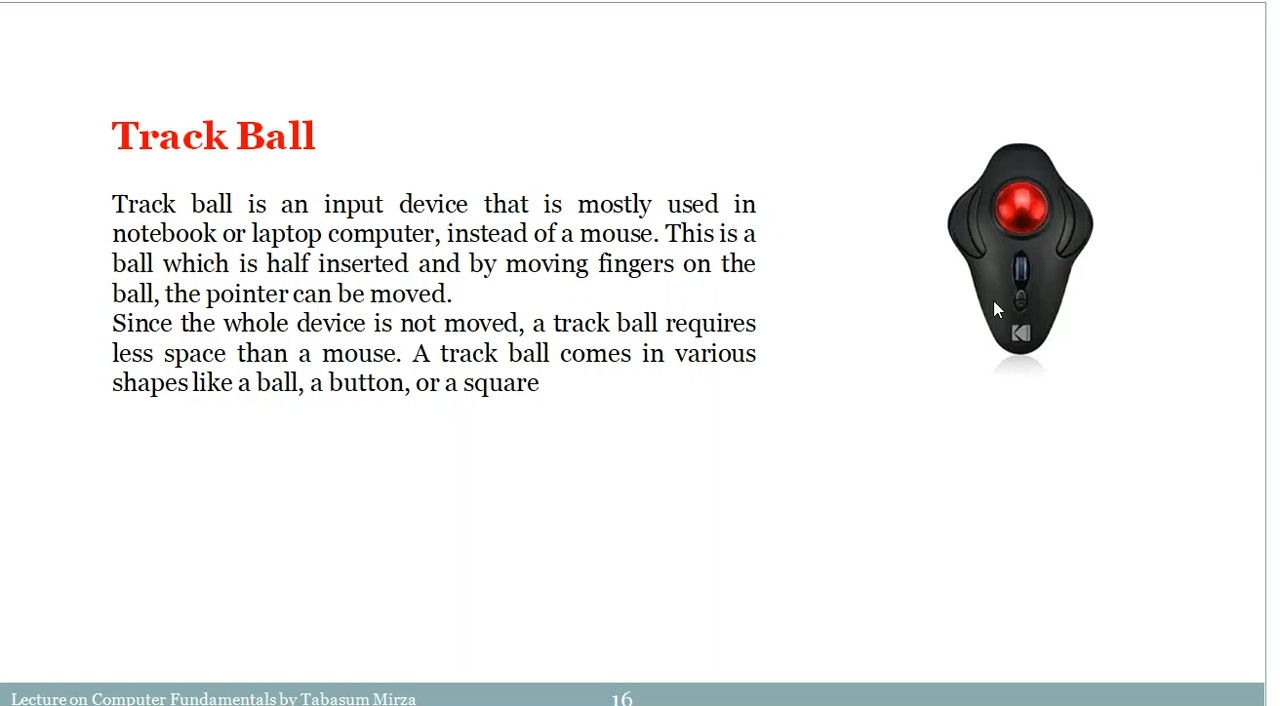 Track Ball
Track ball is an input device that is mostly used in
notebook or laptop computer, instead of a mouse. This is a
ball which is half inserted and by moving fingers on the
ball, the pointer can be moved.
Since the whole device is not moved, a track ball requires
less space than a mouse. A track ball comes in various
shapes like a ball, a button, or a square
Lecture on Computer Fundamentals by Tabasum Mirza
16